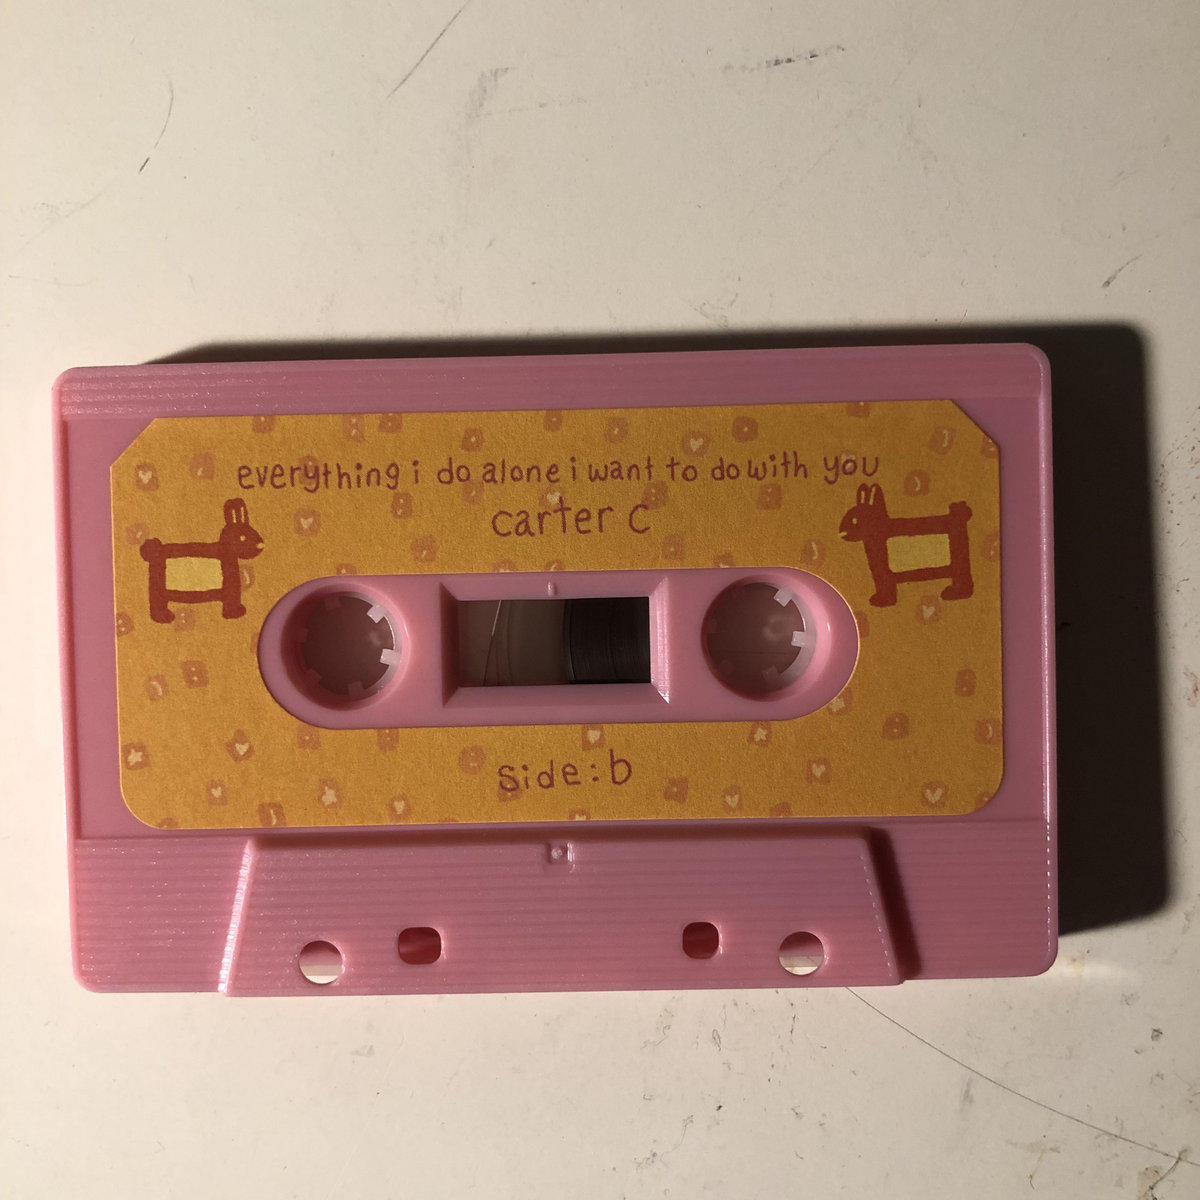 everything i do alone i want to do with you
carter c
side:b